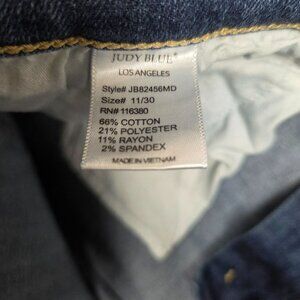 JUDY BLUE®
LOS ANGELES
Style# JB82456MD
Size# 11/30
RN# 116380
66% COTTON
21% POLYESTER
11% RAYON
2% SPANDEX
MADE IN VIETNAM